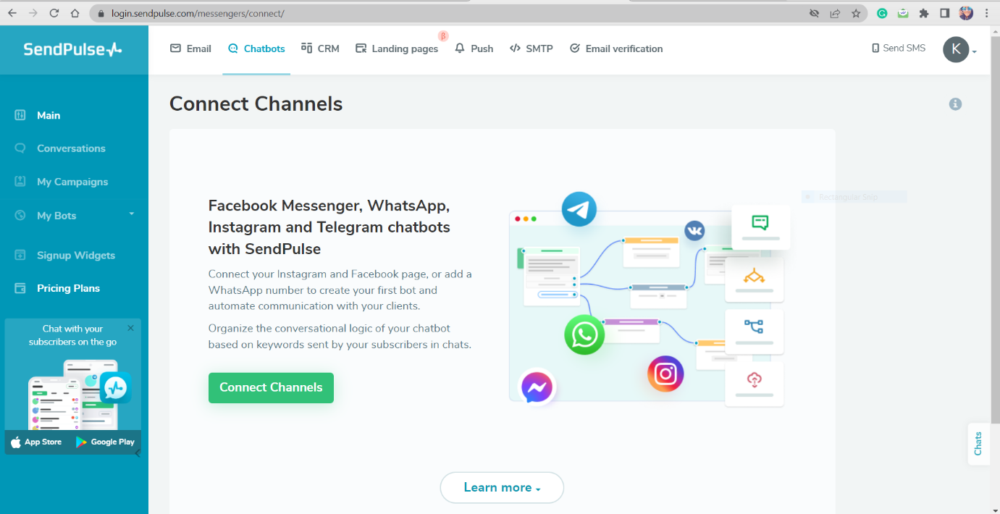 login.sendpulse.com/messengers/connect/
SendPulse
Email
Chatbots
CRM
Landing pages
β
Push
SMTP
Email verification
Send SMS
K
Main
Conversations
My Campaigns
My Bots
Signup Widgets
Pricing Plans
Chat with your
subscribers on the go
App Store
Google Play
Connect Channels
Facebook Messenger, WhatsApp,
Instagram and Telegram chatbots
with SendPulse
Connect your Instagram and Facebook page, or add a
WhatsApp number to create your first bot and
automate communication with your clients.
Organize the conversational logic of your chatbot
based on keywords sent by your subscribers in chats.
Connect Channels
Rectangular Snip
Learn more
Chats